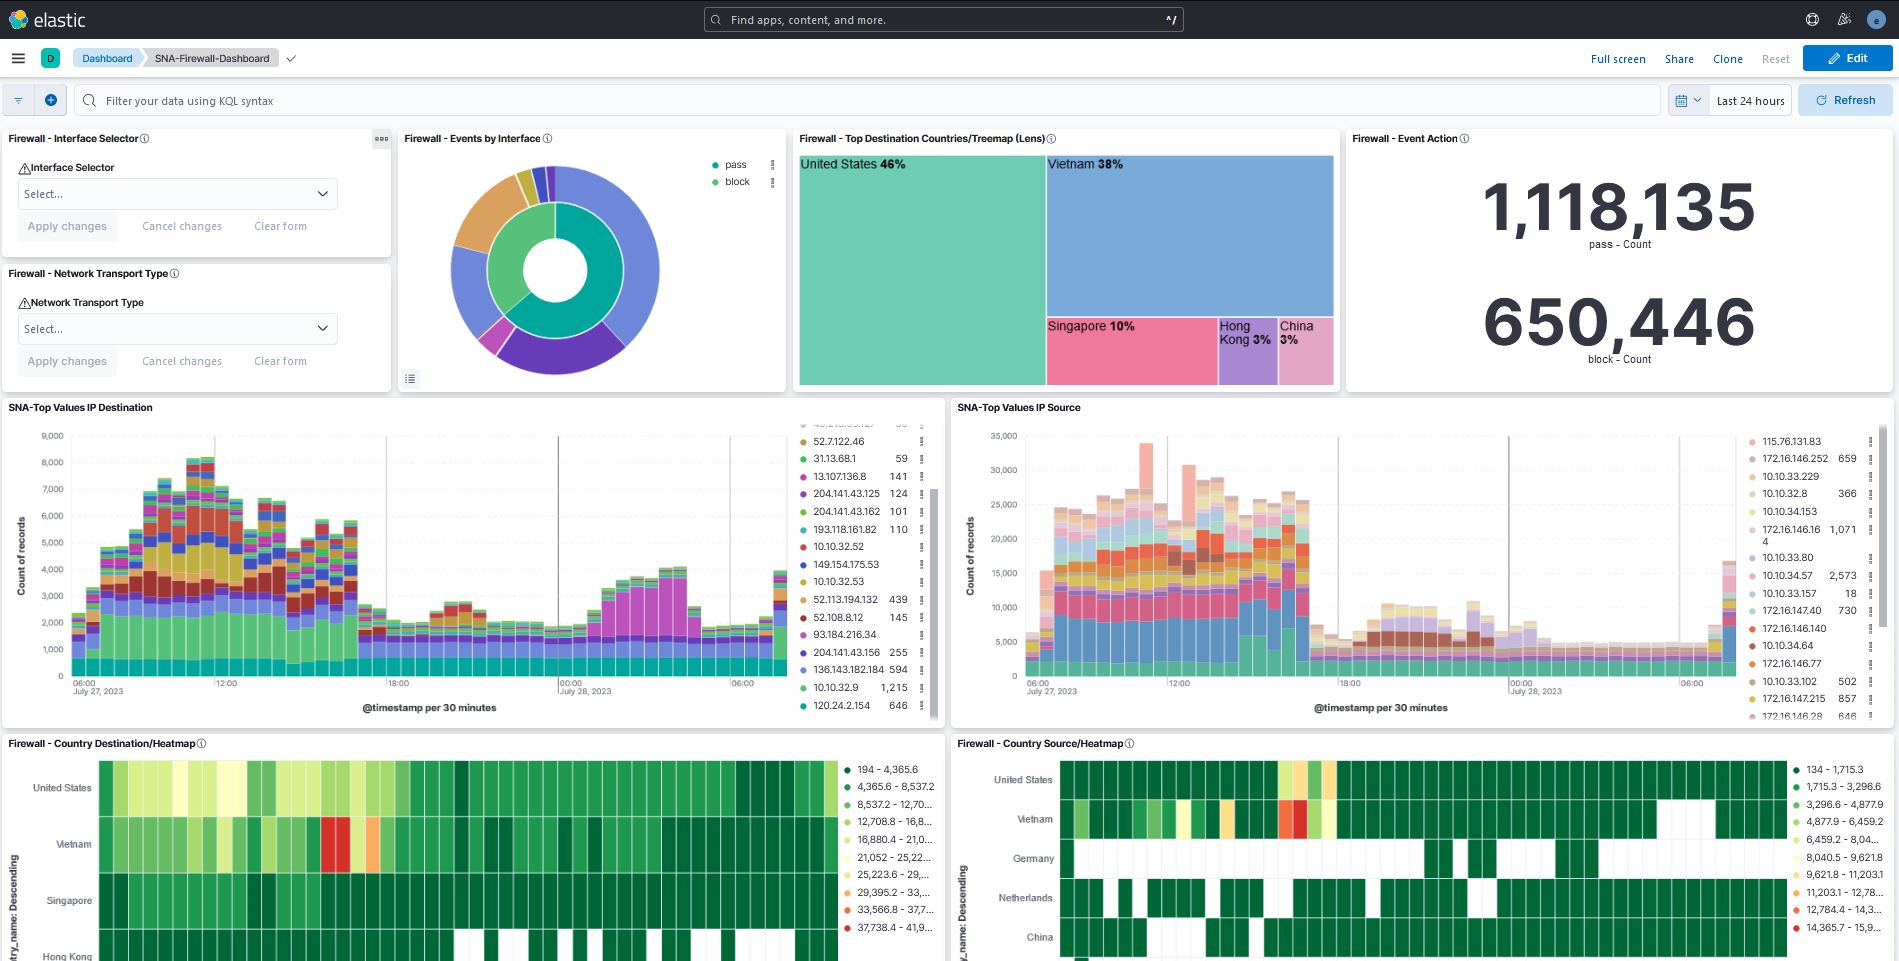 elastic
Find apps, content, and more.
^/
e
D
Dashboard
SNA-Firewall-Dashboard
Full screen
Share
Clone
Reset
Edit
Filter your data using KQL syntax
Last 24 hours
Refresh
Firewall - Interface Selector
Interface Selector
Select...
Apply changes
Cancel changes
Clear form
Firewall - Network Transport Type
Network Transport Type
Select...
Apply changes
Cancel changes
Clear form
Firewall - Events by Interface
pass
block
Firewall - Top Destination Countries/Treemap (Lens)
United States 46%
Vietnam 38%
Singapore 10%
Hong
Kong 3%
China
3%
Firewall - Event Action
1,118,135
pass - Count
650,446
block - Count
SNA-Top Values IP Destination
Count of records
9,000
8,000
7,000
6,000
5,000
4,000
3,000
2,000
1,000
0
06:00
July 27, 2023
12:00
18:00
00:00
July 28, 2023
06:00
@timestamp per 30 minutes
52.7.122.46
31.13.68.1 59
13.107.136.8 141
204.141.43.125 124
204.141.43.162 101
193.118.161.82 110
10.10.32.52
149.154.175.53
10.10.32.53
52.113.194.132 439
52.108.8.12 145
93.184.216.34
204.141.43.156 255
136.143.182.184 594
10.10.32.9 1,215
120.24.2.154 646
SNA-Top Values IP Source
Count of records
35,000
30,000
25,000
20,000
15,000
10,000
5,000
0
06:00
July 27, 2023
12:00
18:00
00:00
July 28, 2023
06:00
@timestamp per 30 minutes
115.76.131.83
172.16.146.252 659
10.10.33.229
10.10.32.8 366
10.10.34.153
172.16.146.16 1,071
4
10.10.33.80
10.10.34.57 2,573
10.10.33.157 18
172.16.147.40 730
172.16.146.140
10.10.34.64
172.16.146.77
10.10.33.102 502
172.16.147.215 857
172.16.146.28 646
Firewall - Country Destination/Heatmap
try_name: Descending
United States
Vietnam
Singapore
Hong Kong
194 - 4,365.6
4,365.6 - 8,537.2
8,537.2 - 12,70...
12,708.8 - 16,8...
16,880.4 - 21,0...
21,052 - 25,22...
25,223.6 - 29,...
29,395.2 - 33,...
33,566.8 - 37,7...
37,738.4 - 41,9...
Firewall - Country Source/Heatmap
y_name: Descending
United States
Vietnam
Germany
Netherlands
China
134 - 1,715.3
1,715.3 - 3,296.6
3,296.6 - 4,877.9
4,877.9 - 6,459.2
6,459.2 - 8,04...
8,040.5 - 9,621.8
9,621.8 - 11,203.1
11,203.1 - 12,78...
12,784.4 - 14,3...
14,365.7 - 15,9...